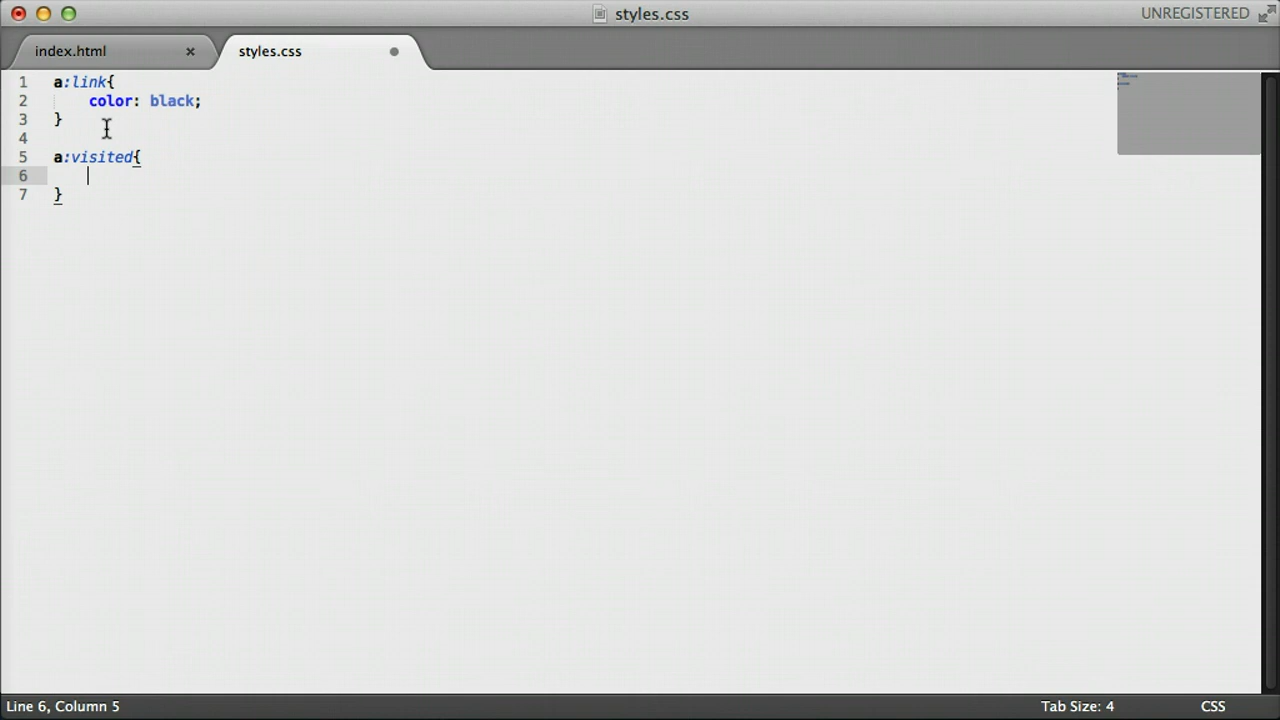 styles.css
UNREGISTERED
index.html ×
styles.css
1 a:link{
2 color: black;
3 }
4
5 a:visited{
6
7 }
Line 6, Column 5
Tab Size: 4
CSS